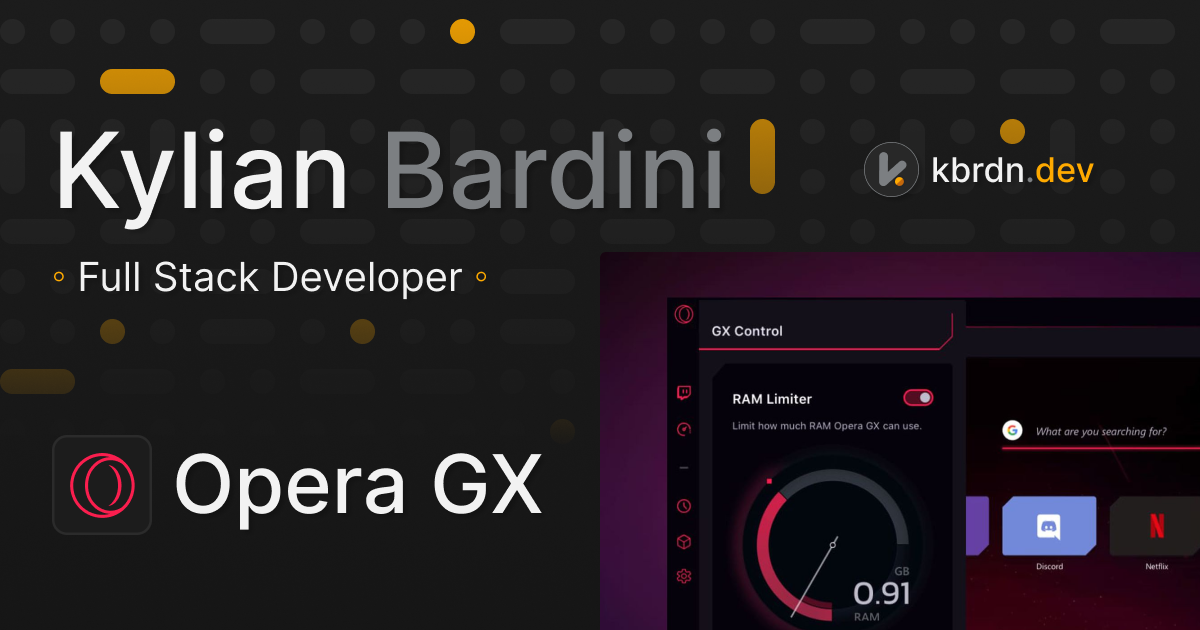 Kylian Bardini
kbrdn.dev
◦ Full Stack Developer ◦
Opera GX
GX Control
RAM Limiter
Limit how much RAM Opera GX can use.
GB
0.91
RAM
What are you searching for?
Discord
Netflix